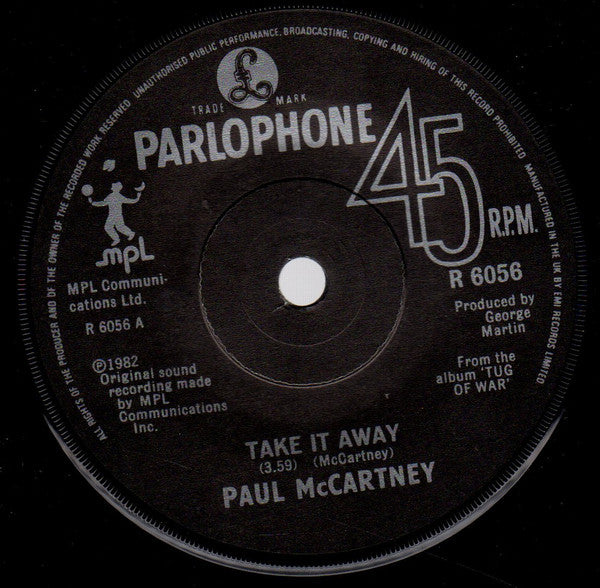 ALL RIGHTS OF THE PRODUCER AND OF THE OWNER OF THE RECORDED WORK RESERVED UNAUTHORISED PUBLIC PERFORMANCE, BROADCASTING, COPYING AND HIRING OF THIS RECORD PROHIBITED MANUFACTURED IN THE UK BY EMI RECORDS LIMITED
£
TRADE MARK
PARLOPHONE
45
R.P.M.
mpl
MPL Communi-
cations Ltd.
R 6056 A
℗1982
Original sound
recording made
by MPL
Communications
Inc.
R 6056
Produced by
George
Martin
From the
album 'TUG
OF WAR'
TAKE IT AWAY
(3.59) (McCartney)
PAUL McCARTNEY